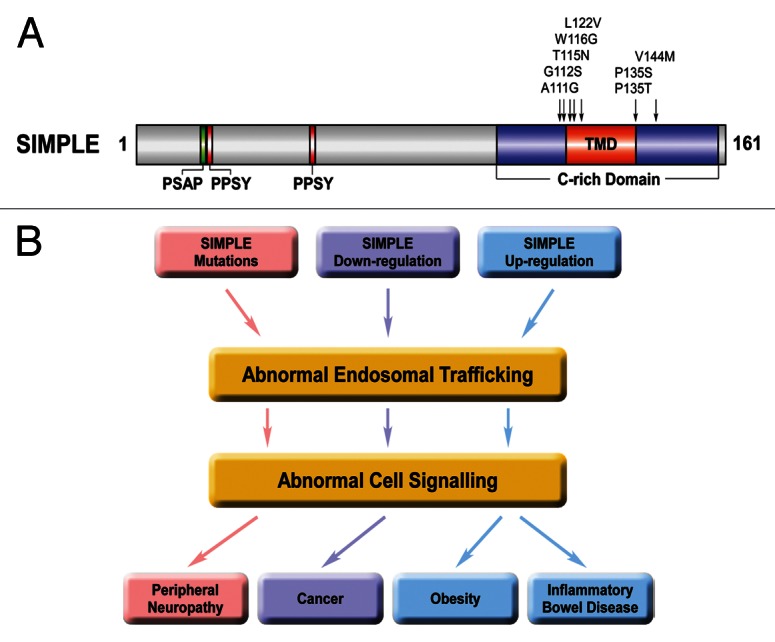 A
L122V
W116G
T115N
G112S
A111G
V144M
P135S
P135T
SIMPLE 1
TMD
161
PSAP PPSY
PPSY
C-rich Domain
B
SIMPLE
Mutations
SIMPLE
Down-regulation
SIMPLE
Up-regulation
Abnormal Endosomal Trafficking
Abnormal Cell Signalling
Peripheral
Neuropathy
Cancer
Obesity
Inflammatory
Bowel Disease